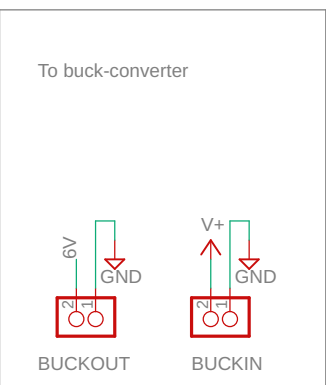 To buck-converter
V+
6V
GND
GND
2 1
2 1
BUCKOUT
BUCKIN